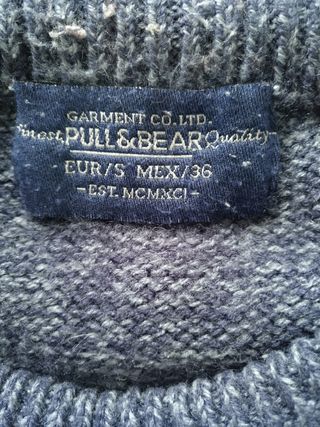 GARMENT CO. LTD.
Finest PULL&BEAR Quality
EUR/S MEX/36
-EST. MCMXCI-